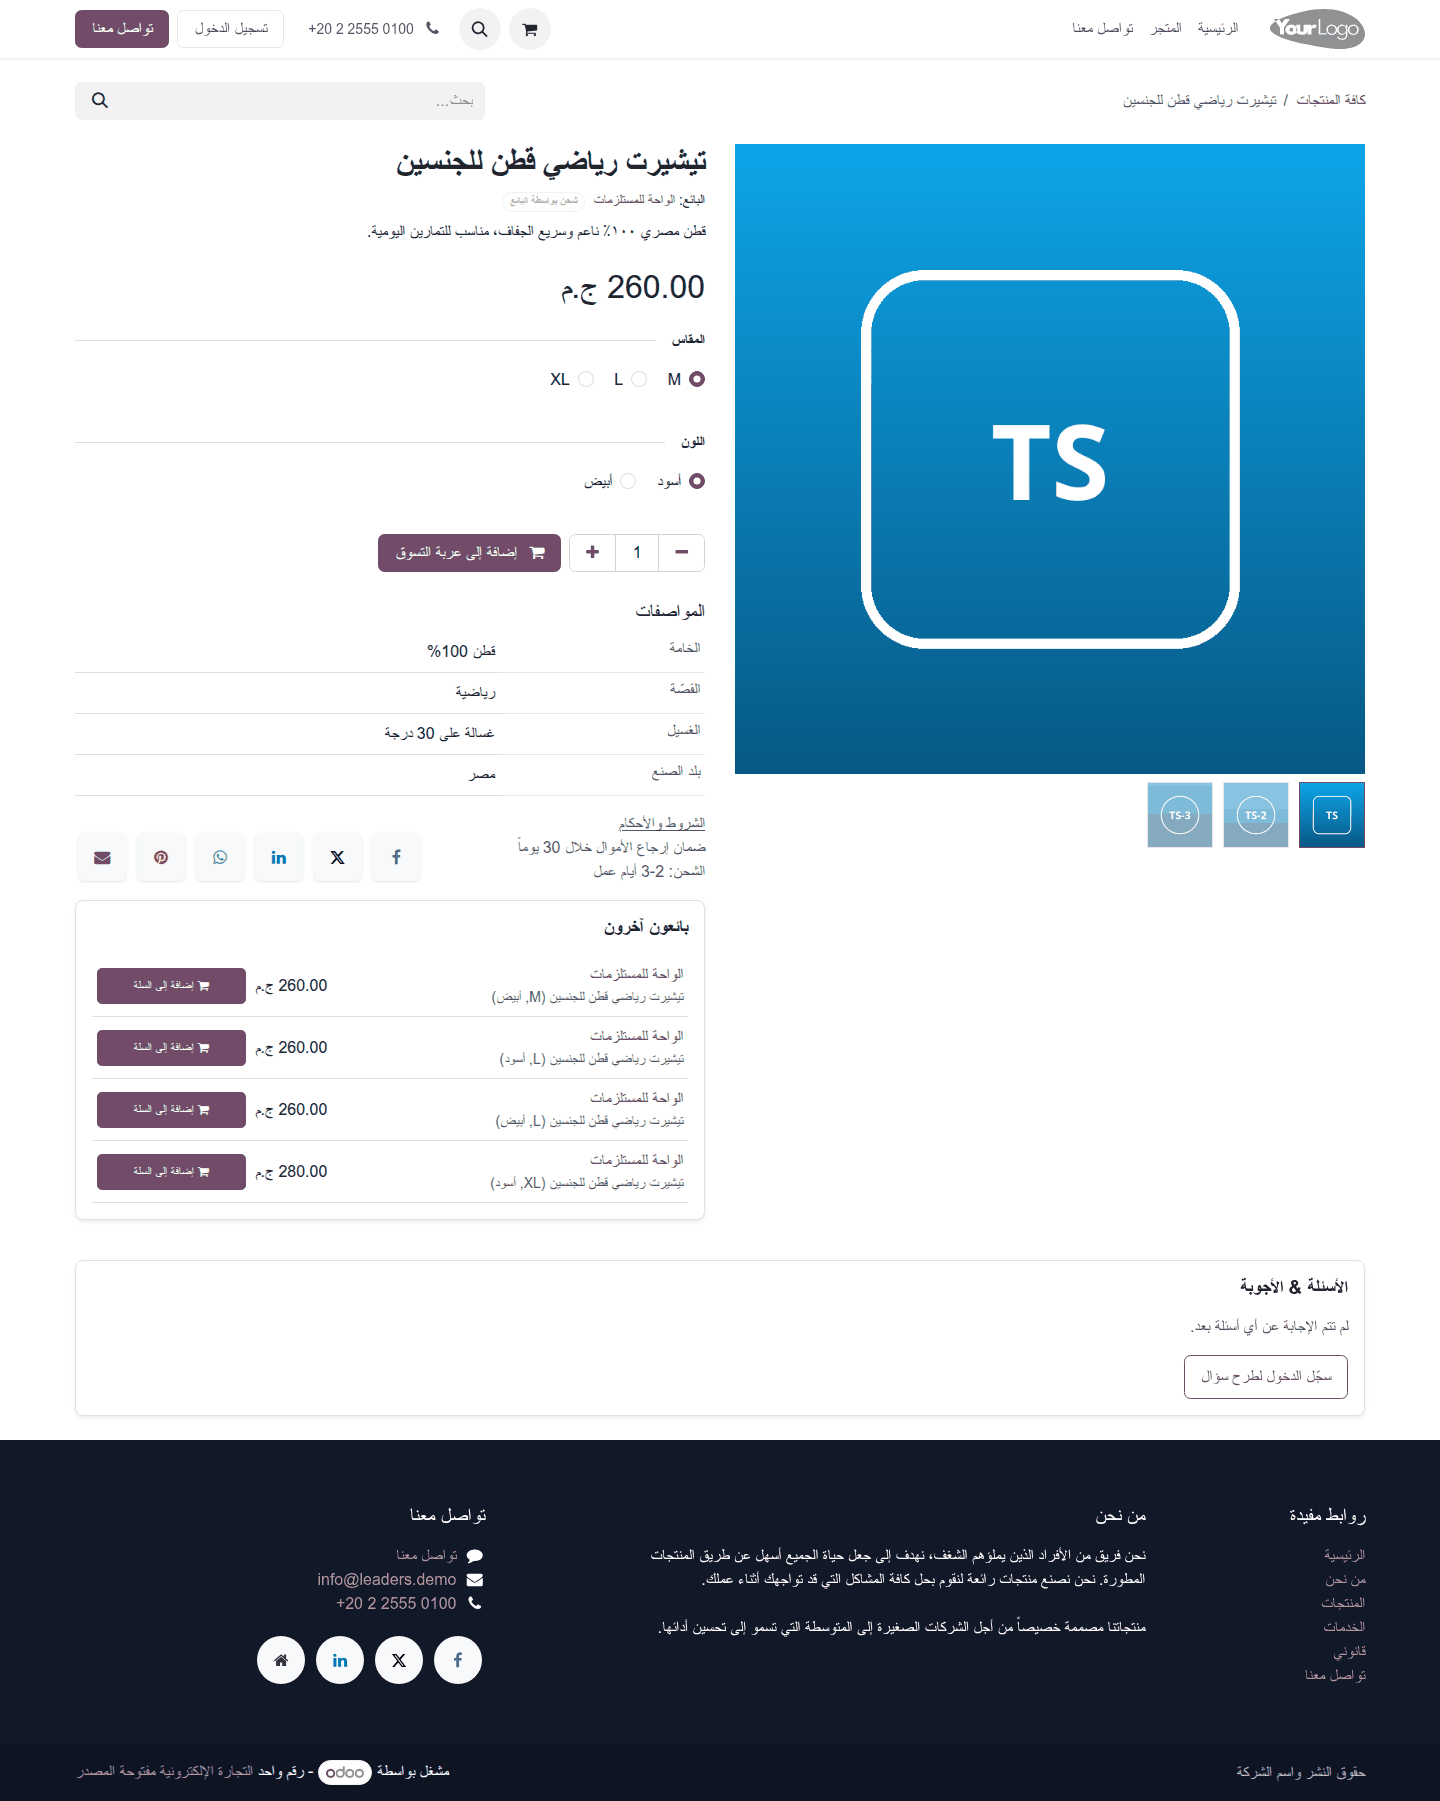 YourLogo
الرئيسية
المتجر
تواصل معنا
+20 2 2555 0100
تسجيل الدخول
تواصل معنا
كافة المنتجات / تيشيرت رياضي قطن للجنسين
بحث...
TS
TS
TS-2
TS-3
تيشيرت رياضي قطن للجنسين
البائع: الواحة للمستلزمات شحن بواسطة البائع
قطن مصري ١٠٠٪ ناعم وسريع الجفاف، مناسب للتمارين اليومية.
260.00 ج.م
المقاس
M
L
XL
اللون
أسود
أبيض
1
إضافة إلى عربة التسوق
المواصفات
الخامة قطن 100%
القصّة رياضية
الغسيل غسالة على 30 درجة
بلد الصنع مصر
الشروط والأحكام
ضمان إرجاع الأموال خلال 30 يوماً
الشحن: 2-3 أيام عمل
بائعون آخرون
الواحة للمستلزمات
تيشيرت رياضي قطن للجنسين (M, أبيض)
260.00 ج.م
إضافة إلى السلة
الواحة للمستلزمات
تيشيرت رياضي قطن للجنسين (L, أسود)
260.00 ج.م
إضافة إلى السلة
الواحة للمستلزمات
تيشيرت رياضي قطن للجنسين (L, أبيض)
260.00 ج.م
إضافة إلى السلة
الواحة للمستلزمات
تيشيرت رياضي قطن للجنسين (XL, أسود)
280.00 ج.م
إضافة إلى السلة
الأسئلة & الأجوبة
لم تتم الإجابة عن أي أسئلة بعد.
سجّل الدخول لطرح سؤال
روابط مفيدة
الرئيسية
من نحن
المنتجات
الخدمات
قانوني
تواصل معنا
من نحن
نحن فريق من الأفراد الذين يملؤهم الشغف، نهدف إلى جعل حياة الجميع أسهل عن طريق المنتجات
المطورة. نحن نصنع منتجات رائعة لنقوم بحل كافة المشاكل التي قد تواجهك أثناء عملك.
منتجاتنا مصممة خصيصاً من أجل الشركات الصغيرة إلى المتوسطة التي تسمو إلى تحسين أدائها.
تواصل معنا
تواصل معنا
info@leaders.demo
+20 2 2555 0100
حقوق النشر واسم الشركة
مشغل بواسطة odoo - رقم واحد التجارة الإلكترونية مفتوحة المصدر